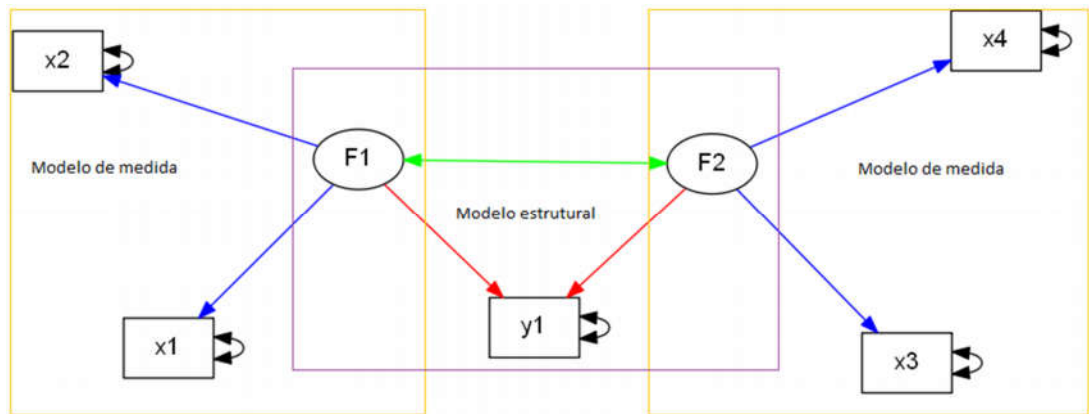 x2
x4
F1
F2
Modelo de medida
Modelo de medida
Modelo estrutural
x1
y1
x3